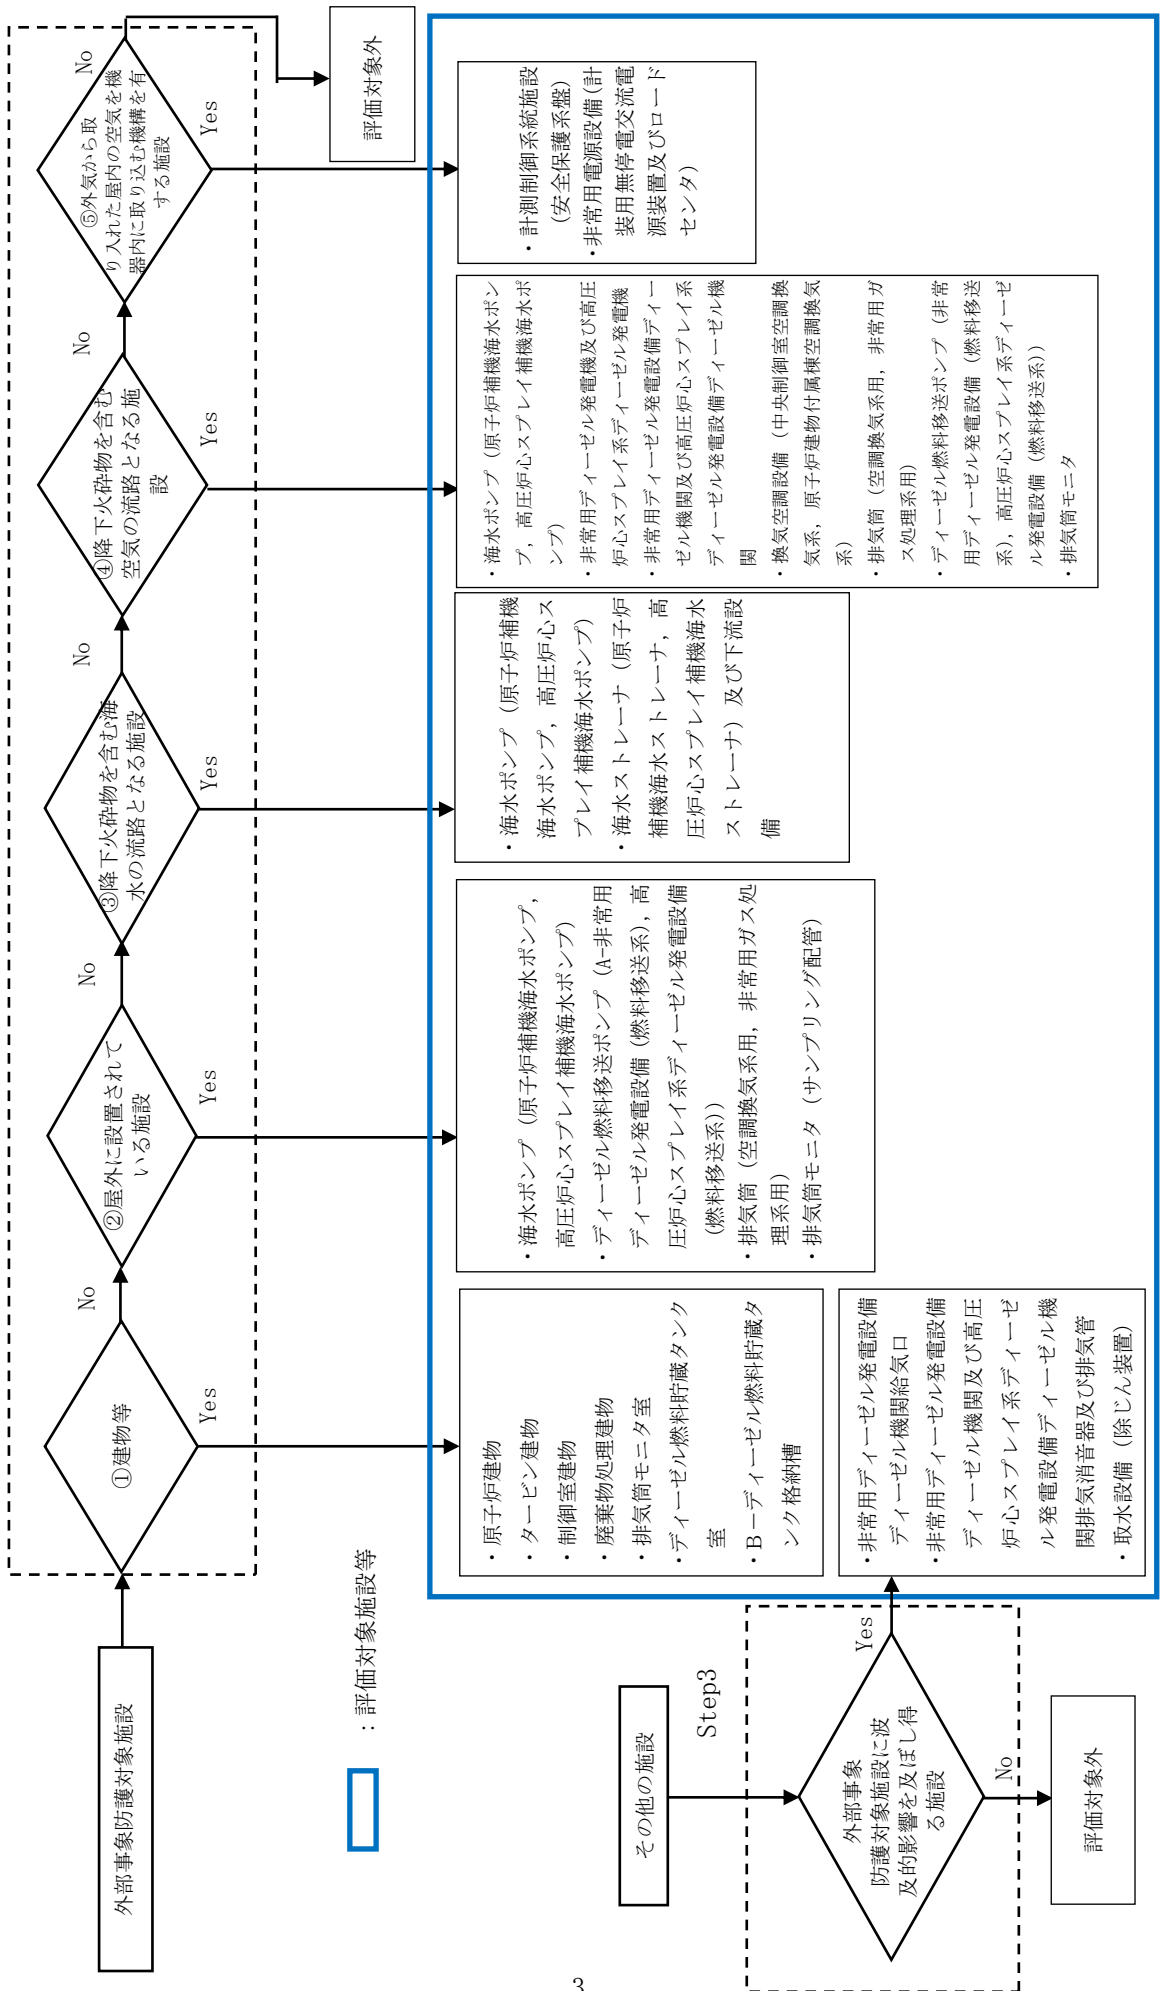 外部事象防護対象施設
①建物等
No
Yes
②屋外に設置されて
いる施設
No
Yes
③降下火砕物を含む海
水の流路となる施設
No
Yes
④降下火砕物を含む
空気の流路となる施
設
No
Yes
⑤外気から取
り入れた屋内の空気を機
器内に取り込む機構を有
する施設
No
Yes
評価対象外
：評価対象施設等
・原子炉建物
・タービン建物
・制御室建物
・廃棄物処理建物
・排気筒モニタ室
・ディーゼル燃料貯蔵タンク
室
・B－ディーゼル燃料貯蔵タ
ンク格納槽
・海水ポンプ（原子炉補機海水ポンプ，
高圧炉心スプレイ補機海水ポンプ）
・ディーゼル燃料移送ポンプ（A-非常用
ディーゼル発電設備（燃料移送系），高
圧炉心スプレイ系ディーゼル発電設備
（燃料移送系））
・排気筒（空調換気系用，非常用ガス処
理系用）
・排気筒モニタ（サンプリング配管）
・海水ポンプ（原子炉補機
海水ポンプ，高圧炉心ス
プレイ補機海水ポンプ）
・海水ストレーナ（原子炉
補機海水ストレーナ，高
圧炉心スプレイ補機海水
ストレーナ）及び下流設
備
・海水ポンプ（原子炉補機海水ポン
プ，高圧炉心スプレイ補機海水ポ
ンプ）
・非常用ディーゼル発電機及び高圧
炉心スプレイ系ディーゼル発電機
・非常用ディーゼル発電設備ディー
ゼル機関及び高圧炉心スプレイ系
ディーゼル発電設備ディーゼル機
関
・換気空調設備（中央制御室空調換
気系，原子炉建物付属棟空調換気
系）
・排気筒（空調換気系用，非常用ガ
ス処理系用）
・ディーゼル燃料移送ポンプ（非常
用ディーゼル発電設備（燃料移送
系），高圧炉心スプレイ系ディーゼ
ル発電設備（燃料移送系））
・排気筒モニタ
・計測制御系統施設
（安全保護系盤）
・非常用電源設備（計
装用無停電交流電
源装置及びロード
センタ）
その他の施設
Step3
外部事象
防護対象施設に波
及的影響を及ぼし得
る施設
Yes
No
評価対象外
・非常用ディーゼル発電設備
ディーゼル機関給気口
・非常用ディーゼル発電設備
ディーゼル機関及び高圧
炉心スプレイ系ディーゼ
ル発電設備ディーゼル機
関排気消音器及び排気管
・取水設備（除じん装置）
3